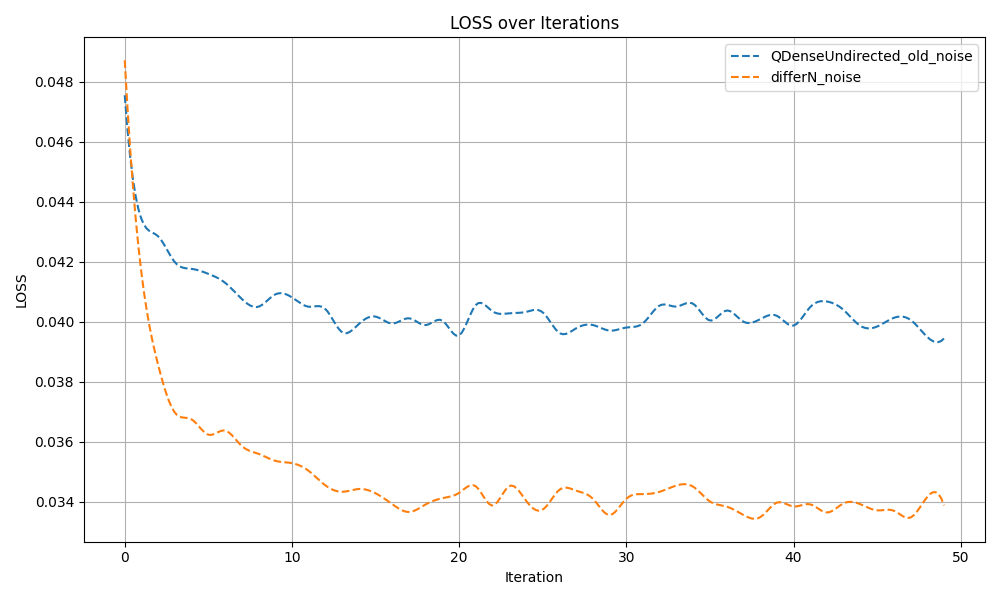 LOSS over Iterations
QDenseUndirected_old_noise
differN_noise
0.048
0.046
0.044
0.042
0.040
0.038
0.036
0.034
LOSS
0 10 20 30 40 50
Iteration